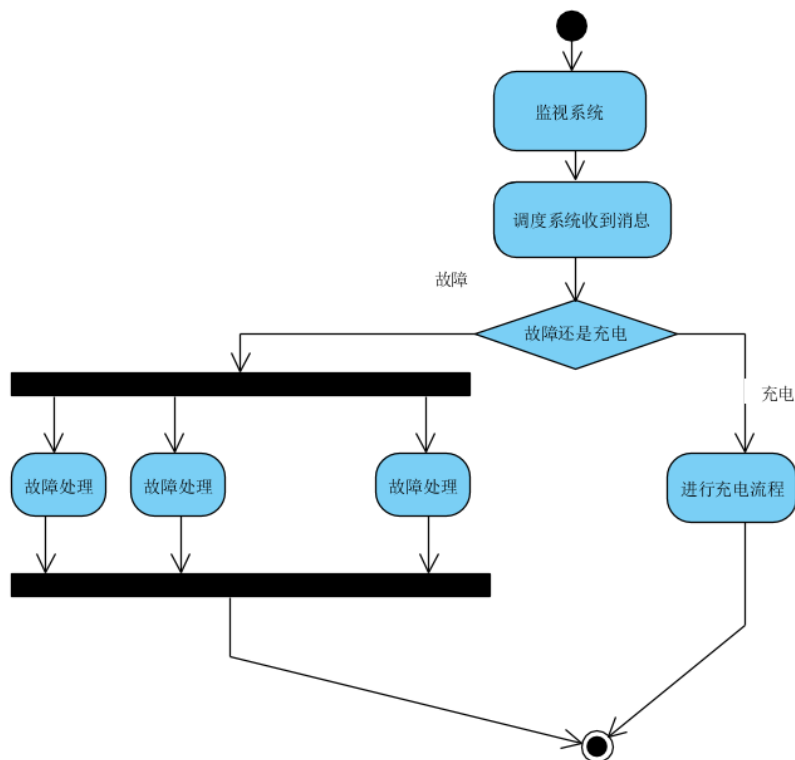 监视系统
调度系统收到消息
故障
故障还是充电
充电
故障处理
故障处理
故障处理
进行充电流程